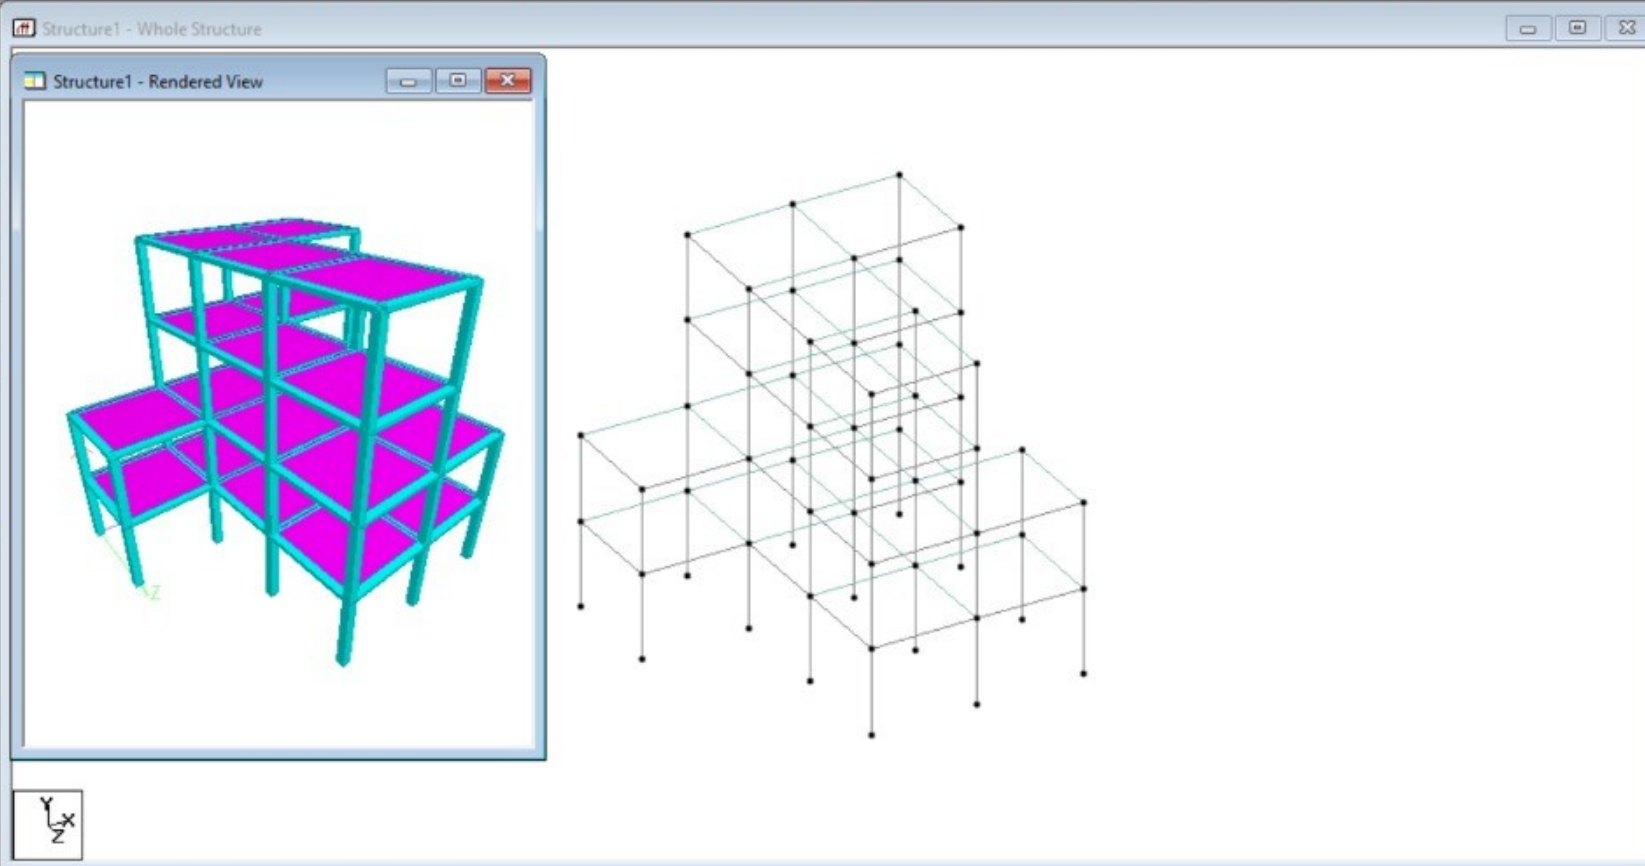 Structure1 - Whole Structure
Structure1 - Rendered View
Z
Y
X
Z